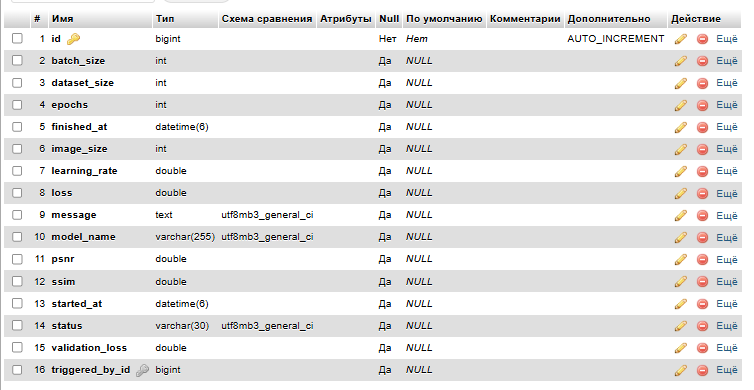 # Имя Тип Схема сравнения Атрибуты Null По умолчанию Комментарии Дополнительно Действие
1 id bigint Нет Нет AUTO_INCREMENT Ещё
2 batch_size int Да NULL Ещё
3 dataset_size int Да NULL Ещё
4 epochs int Да NULL Ещё
5 finished_at datetime(6) Да NULL Ещё
6 image_size int Да NULL Ещё
7 learning_rate double Да NULL Ещё
8 loss double Да NULL Ещё
9 message text utf8mb3_general_ci Да NULL Ещё
10 model_name varchar(255) utf8mb3_general_ci Да NULL Ещё
11 psnr double Да NULL Ещё
12 ssim double Да NULL Ещё
13 started_at datetime(6) Да NULL Ещё
14 status varchar(30) utf8mb3_general_ci Да NULL Ещё
15 validation_loss double Да NULL Ещё
16 triggered_by_id bigint Да NULL Ещё